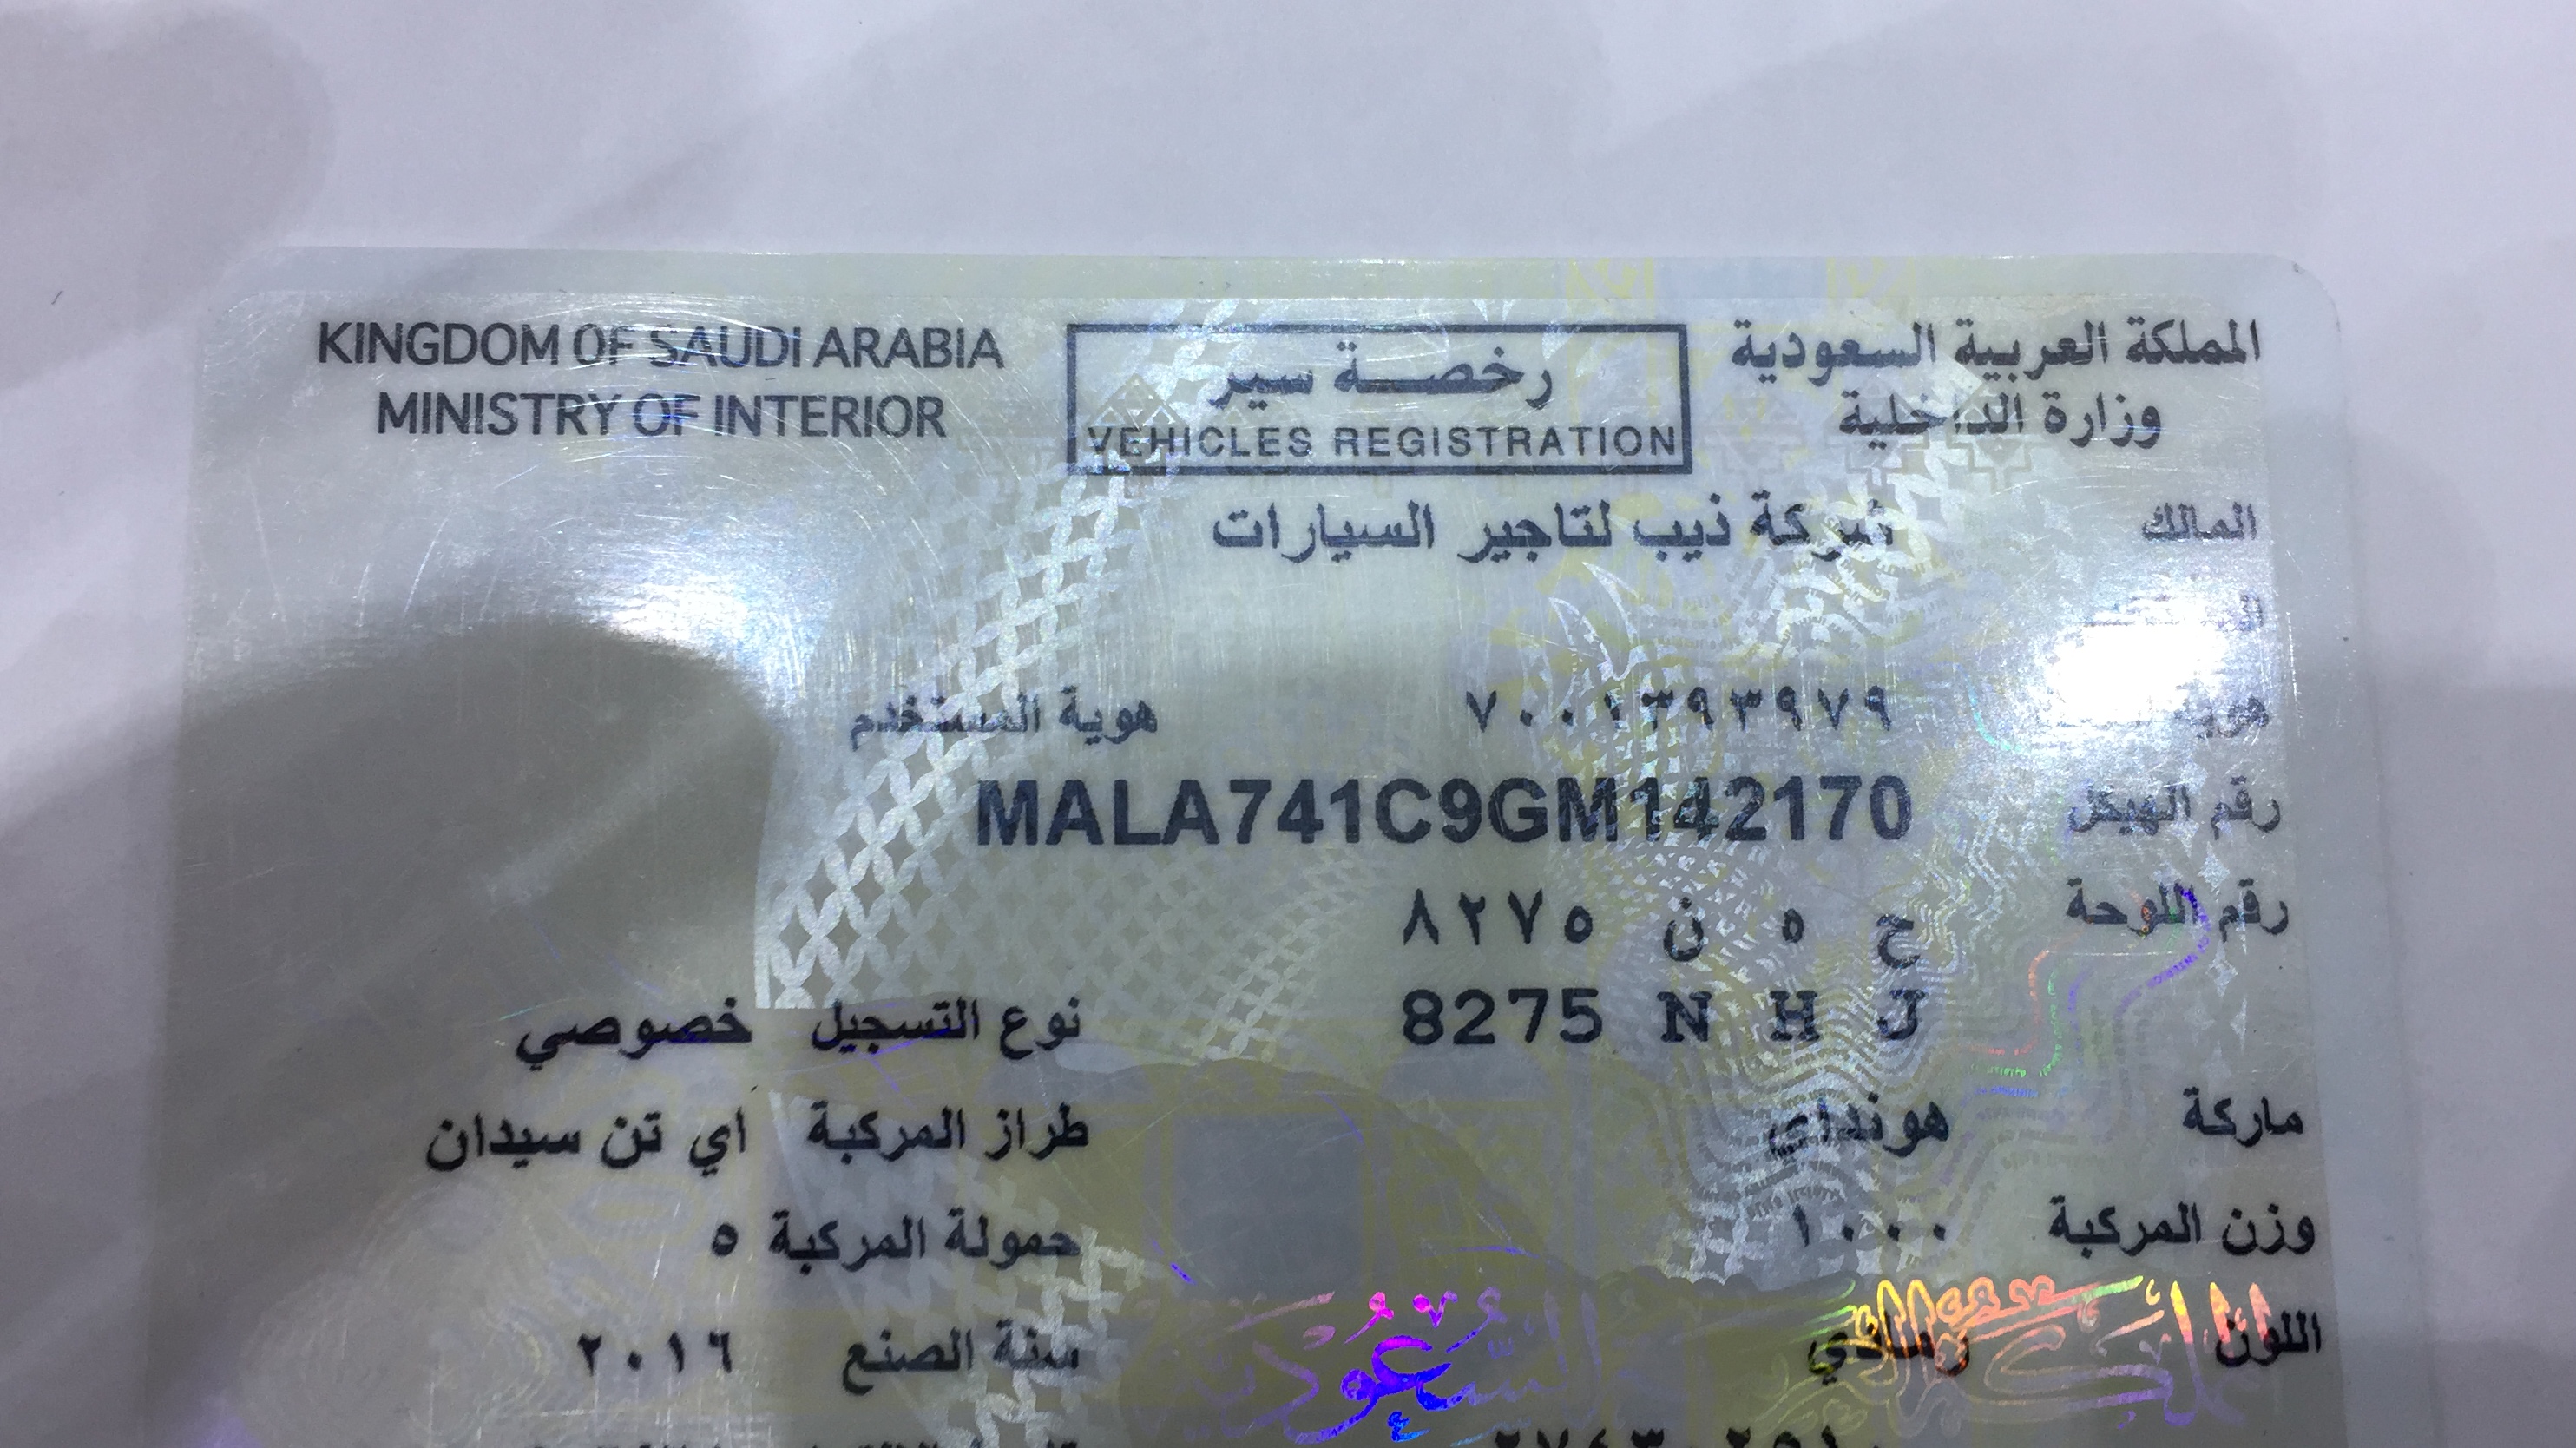 KINGDOM OF SAUDI ARABIA
MINISTRY OF INTERIOR
رخصة سير
VEHICLES REGISTRATION
المملكة العربية السعودية
وزارة الداخلية
المالك شركة ذيب لتاجير السيارات
٧٠٠١٣٩٣٩٧٩ هوية المستخدم
رقم الهيكل MALA741C9GM142170
رقم اللوحة ح ه ن ٨٢٧٥
8275 N H J
نوع التسجيل خصوصي
ماركة هونداي طراز المركبة اي تن سيدان
وزن المركبة ١٠٠٠ حمولة المركبة ٥
اللون رمادي سنة الصنع ٢٠١٦